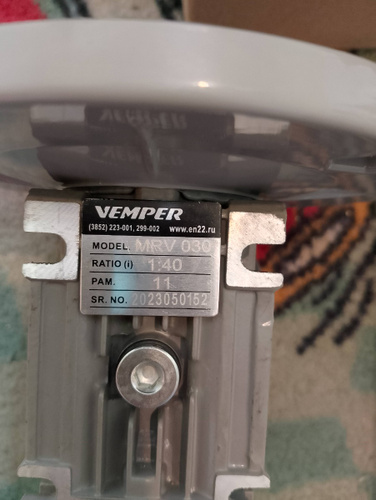 VEMPER
(3852) 223-001, 299-002 www.en22.ru
MODEL. MRV 030
RATIO (i) 1:40
PAM. 11
SR. NO. 2023050152